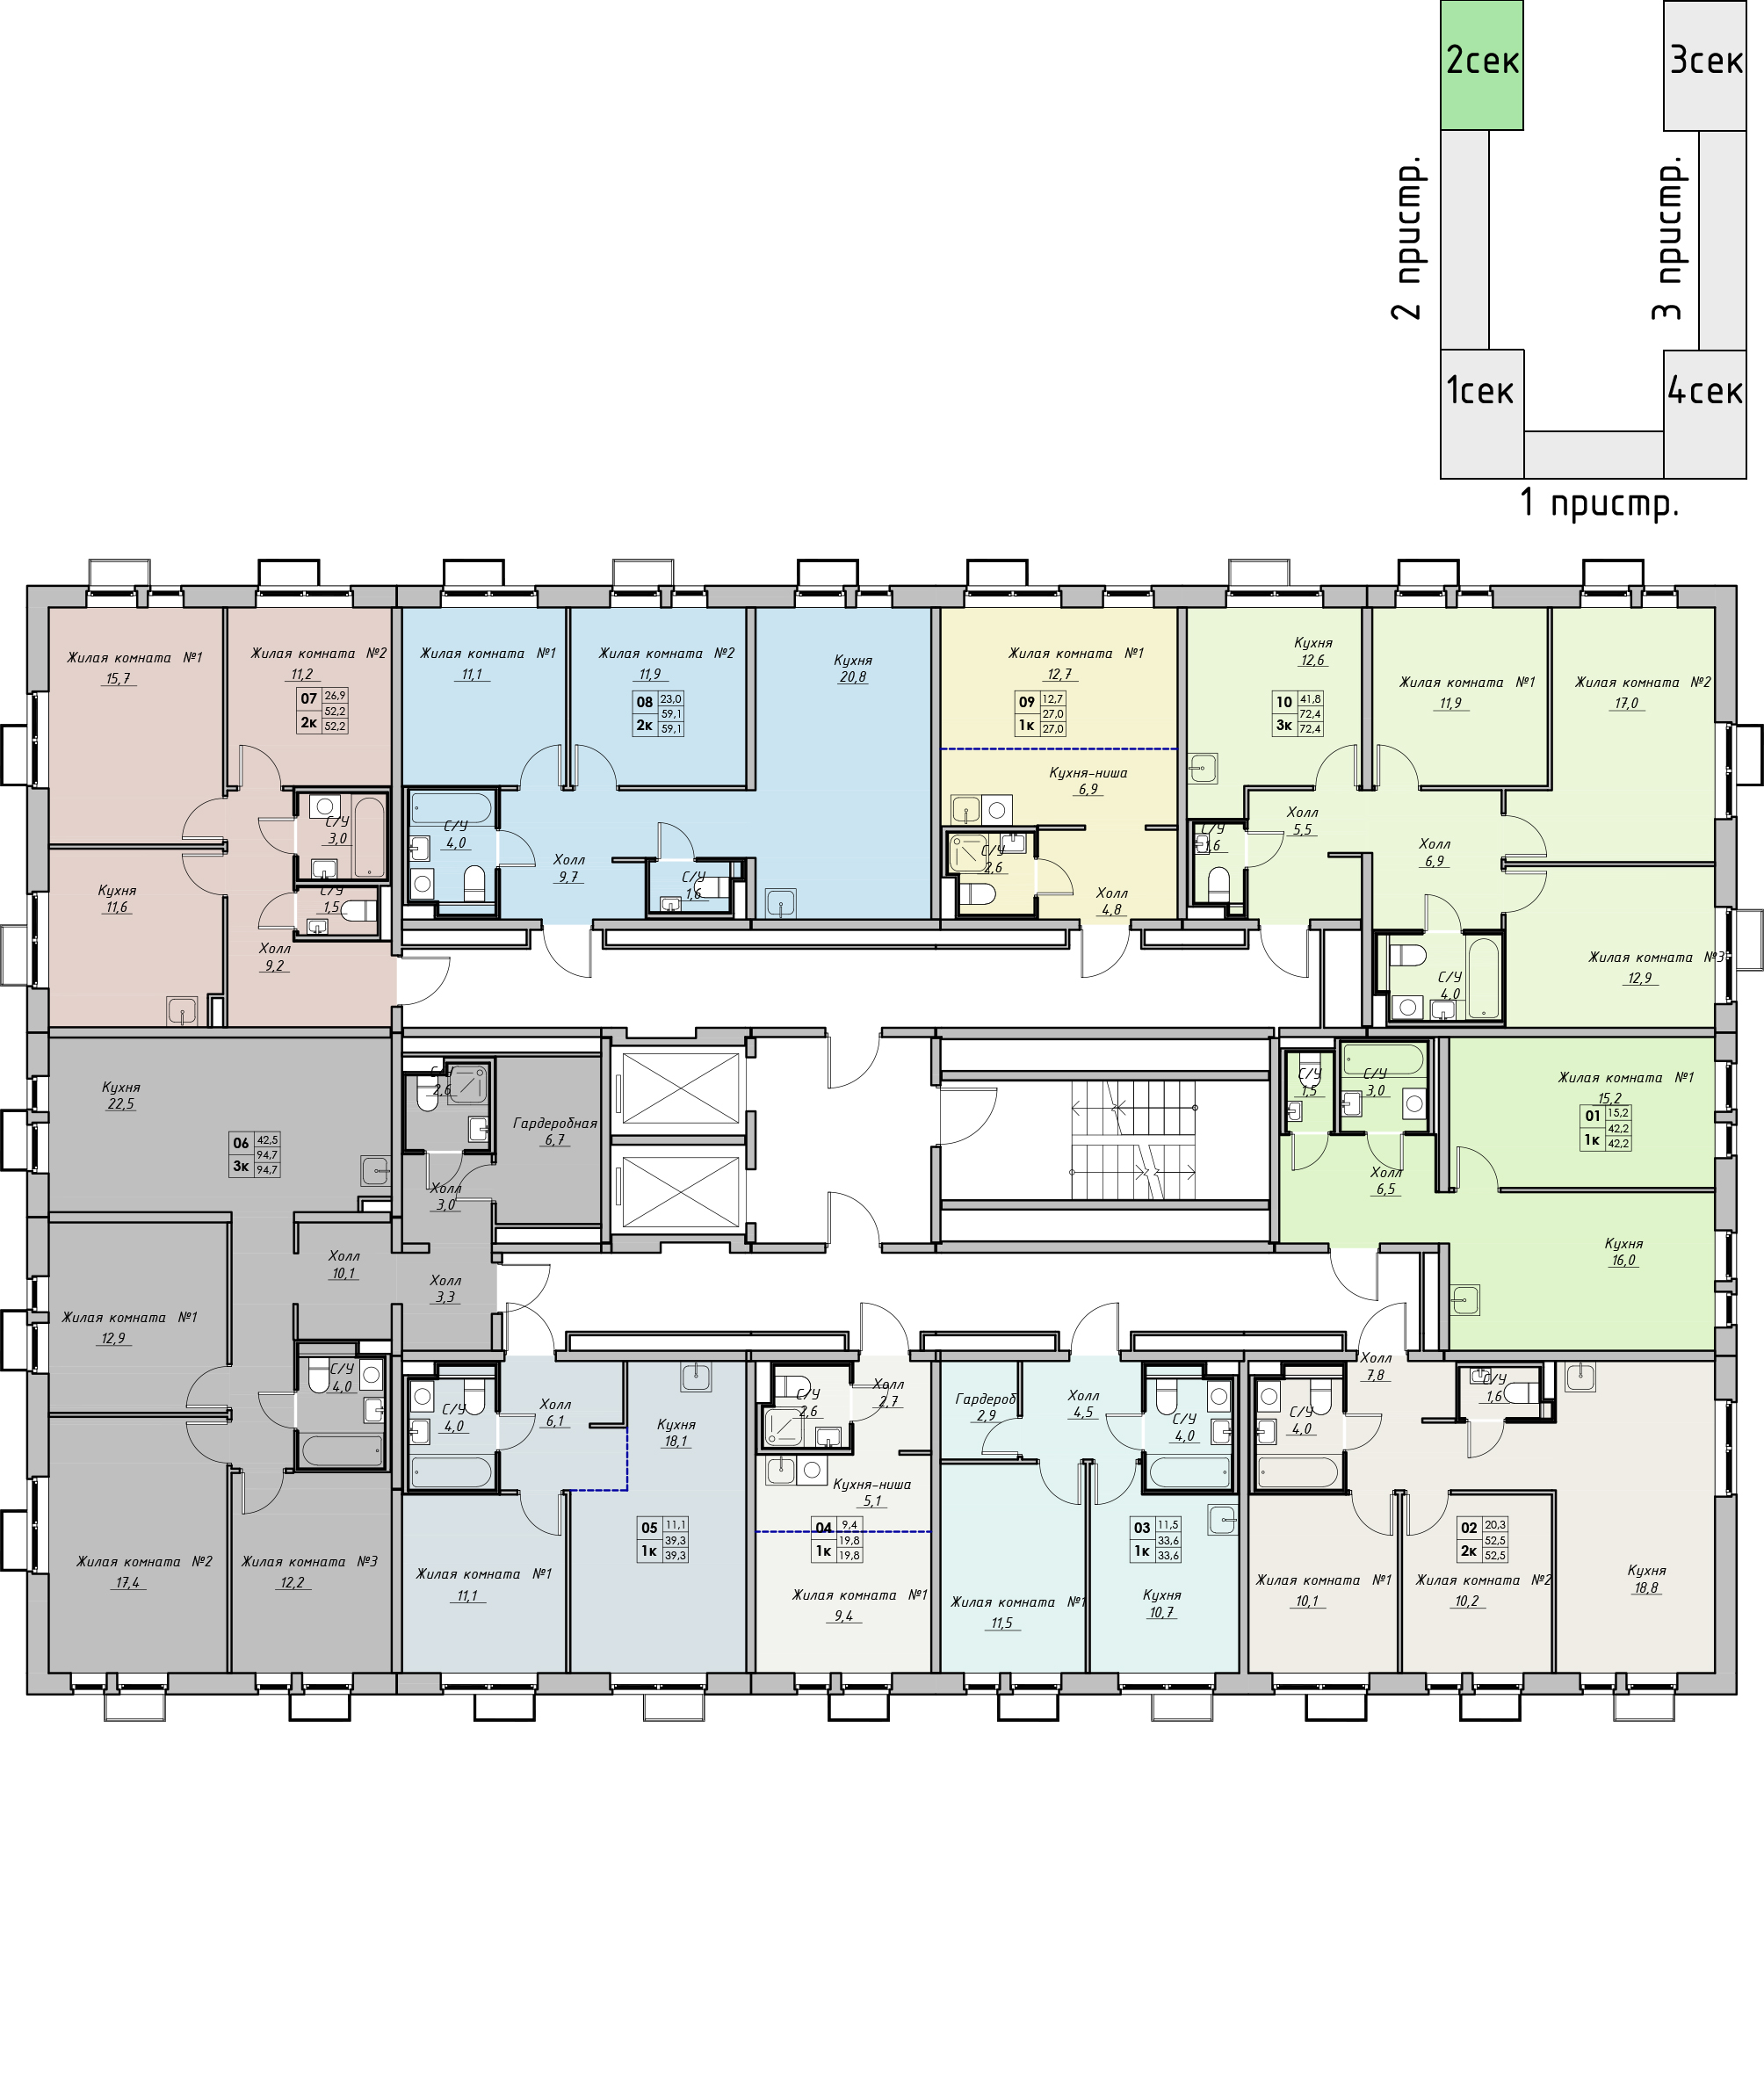 2сек
3сек
2 пристр.
3 пристр.
1сек
4сек
1 пристр.
Жилая комната №1
15,7
Жилая комната №2
11,2
07 26,9
52,2
2к 52,2
С/У
3,0
С/У
1,5
Кухня
11,6
Холл
9,2
Жилая комната №1
11,1
Жилая комната №2
11,9
08 23,0
59,1
2к 59,1
Кухня
20,8
С/У
4,0
Холл
9,7
С/У
1,6
Жилая комната №1
12,7
09 12,7
27,0
1к 27,0
Кухня-ниша
6,9
С/У
2,6
Холл
4,8
Кухня
12,6
10 41,8
72,4
3к 72,4
Жилая комната №1
11,9
Жилая комната №2
17,0
С/У
1,6
Холл
5,5
Холл
6,9
Жилая комната №3
12,9
С/У
4,0
Кухня
22,5
06 42,5
94,7
3к 94,7
С/У
2,6
Гардеробная
6,7
Холл
3,0
Холл
10,1
Холл
3,3
Жилая комната №1
12,9
С/У
4,0
Жилая комната №2
17,4
Жилая комната №3
12,2
С/У
1,5
С/У
3,0
Жилая комната №1
15,2
01 15,2
42,2
1к 42,2
Холл
6,5
Кухня
16,0
С/У
4,0
Холл
6,1
Кухня
18,1
05 11,1
39,3
1к 39,3
Жилая комната №1
11,1
С/У
2,6
Холл
2,7
Кухня-ниша
5,1
04 9,4
19,8
1к 19,8
Жилая комната №1
9,4
Гардероб
2,9
Холл
4,5
С/У
4,0
03 11,5
33,6
1к 33,6
Жилая комната №1
11,5
Кухня
10,7
Холл
7,8
С/У
4,0
С/У
1,6
02 20,3
52,5
2к 52,5
Жилая комната №1
10,1
Жилая комната №2
10,2
Кухня
18,8